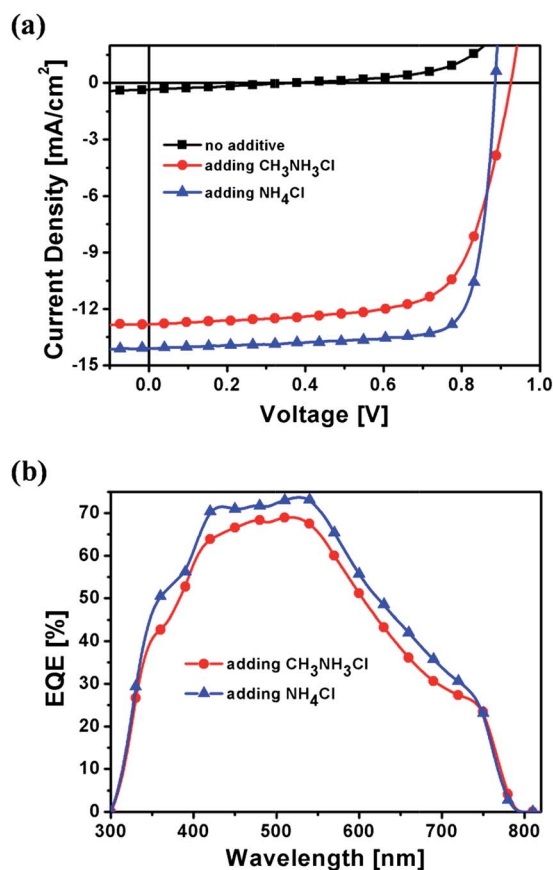 (a)
0
-3
-6
-9
-12
-15
Current Density [mA/cm²]
no additive
adding CH₃NH₃Cl
adding NH₄Cl
0.0 0.2 0.4 0.6 0.8 1.0
Voltage [V]
(b)
70
60
50
40
30
20
10
0
EQE [%]
adding CH₃NH₃Cl
adding NH₄Cl
300 400 500 600 700 800
Wavelength [nm]